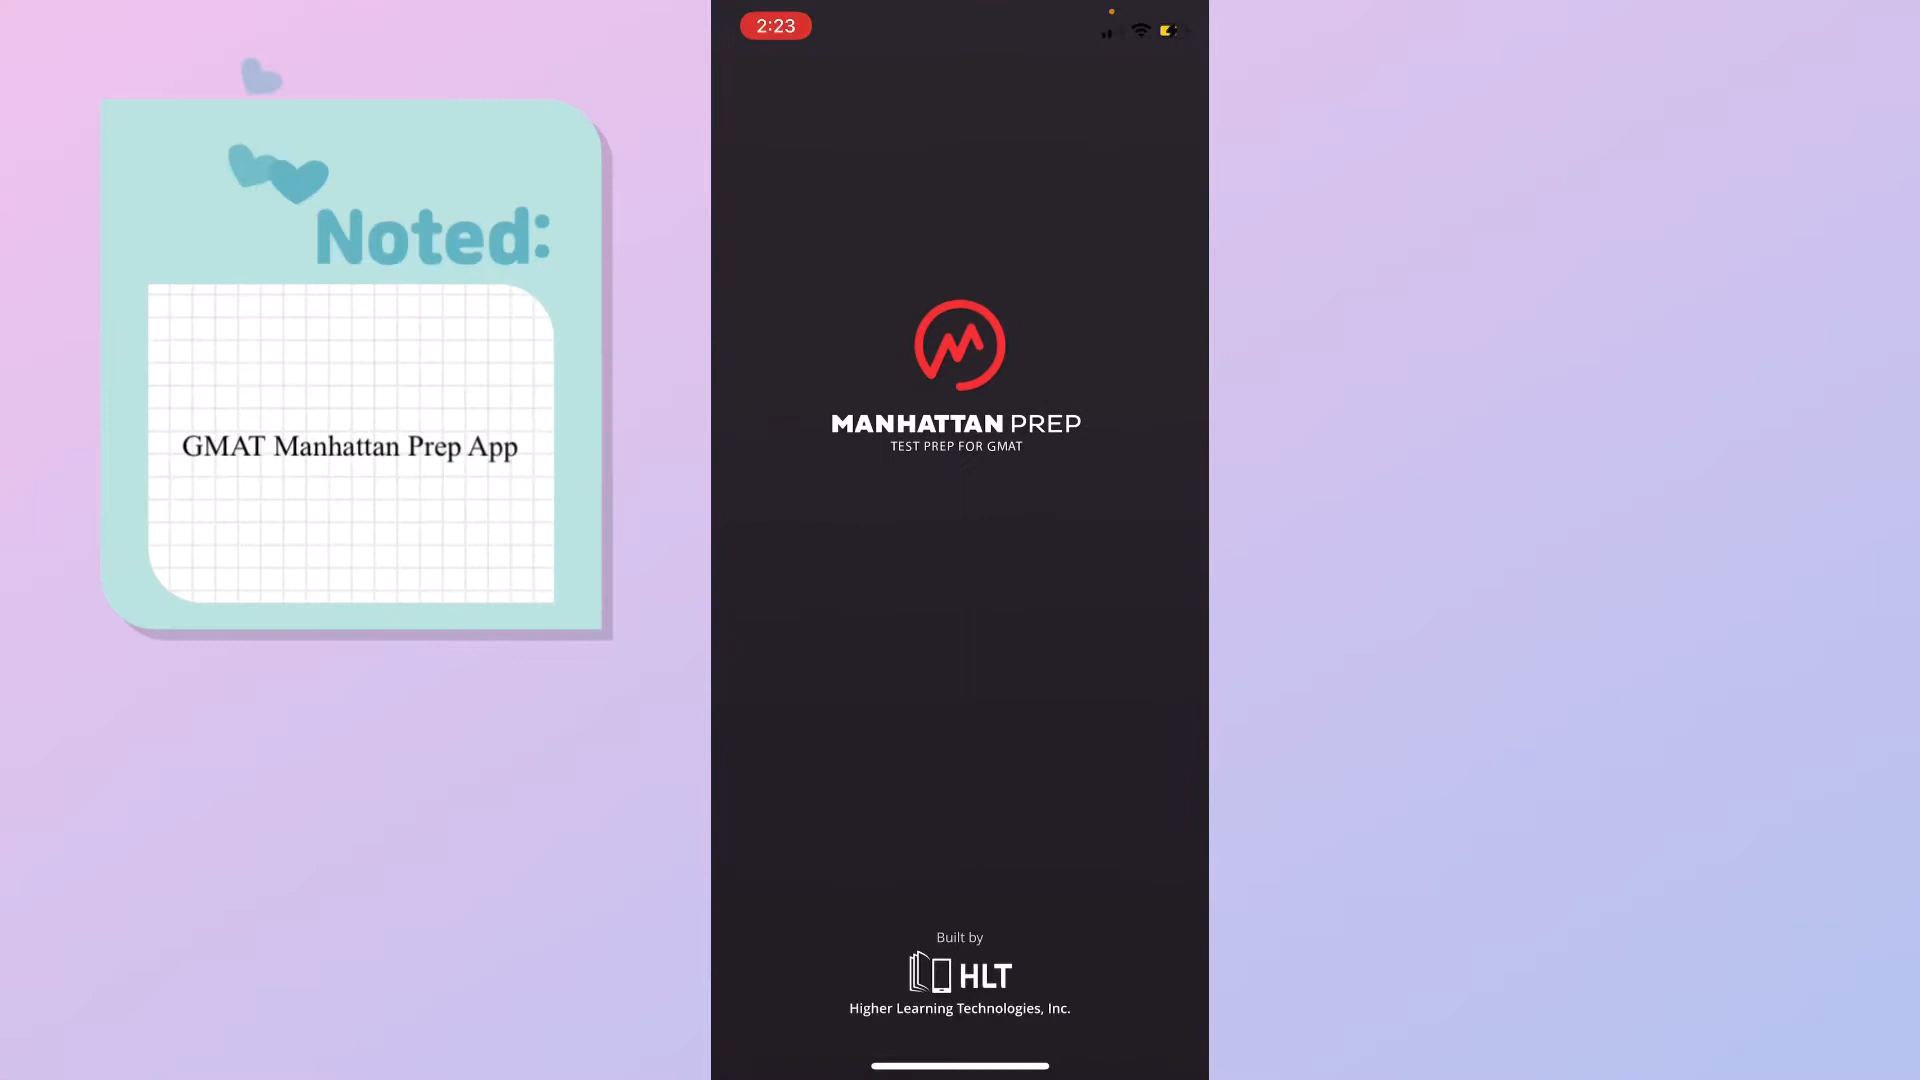 Noted:
GMAT Manhattan Prep App
2:23
MANHATTAN PREP
TEST PREP FOR GMAT
Built by
HLT
Higher Learning Technologies, Inc.